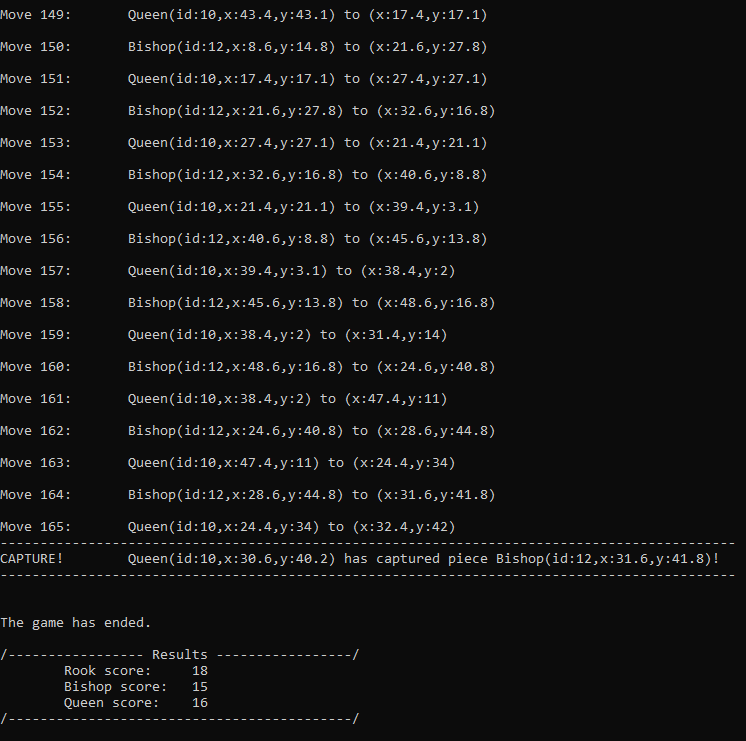 Move 149: Queen(id:10,x:43.4,y:43.1) to (x:17.4,y:17.1)
Move 150: Bishop(id:12,x:8.6,y:14.8) to (x:21.6,y:27.8)
Move 151: Queen(id:10,x:17.4,y:17.1) to (x:27.4,y:27.1)
Move 152: Bishop(id:12,x:21.6,y:27.8) to (x:32.6,y:16.8)
Move 153: Queen(id:10,x:27.4,y:27.1) to (x:21.4,y:21.1)
Move 154: Bishop(id:12,x:32.6,y:16.8) to (x:40.6,y:8.8)
Move 155: Queen(id:10,x:21.4,y:21.1) to (x:39.4,y:3.1)
Move 156: Bishop(id:12,x:40.6,y:8.8) to (x:45.6,y:13.8)
Move 157: Queen(id:10,x:39.4,y:3.1) to (x:38.4,y:2)
Move 158: Bishop(id:12,x:45.6,y:13.8) to (x:48.6,y:16.8)
Move 159: Queen(id:10,x:38.4,y:2) to (x:31.4,y:14)
Move 160: Bishop(id:12,x:48.6,y:16.8) to (x:24.6,y:40.8)
Move 161: Queen(id:10,x:38.4,y:2) to (x:47.4,y:11)
Move 162: Bishop(id:12,x:24.6,y:40.8) to (x:28.6,y:44.8)
Move 163: Queen(id:10,x:47.4,y:11) to (x:24.4,y:34)
Move 164: Bishop(id:12,x:28.6,y:44.8) to (x:31.6,y:41.8)
Move 165: Queen(id:10,x:24.4,y:34) to (x:32.4,y:42)
--------------------------------------------------------------------------------------------
CAPTURE! Queen(id:10,x:30.6,y:40.2) has captured piece Bishop(id:12,x:31.6,y:41.8)!
--------------------------------------------------------------------------------------------
The game has ended.
/----------------- Results -----------------/
Rook score: 18
Bishop score: 15
Queen score: 16
/-------------------------------------------/